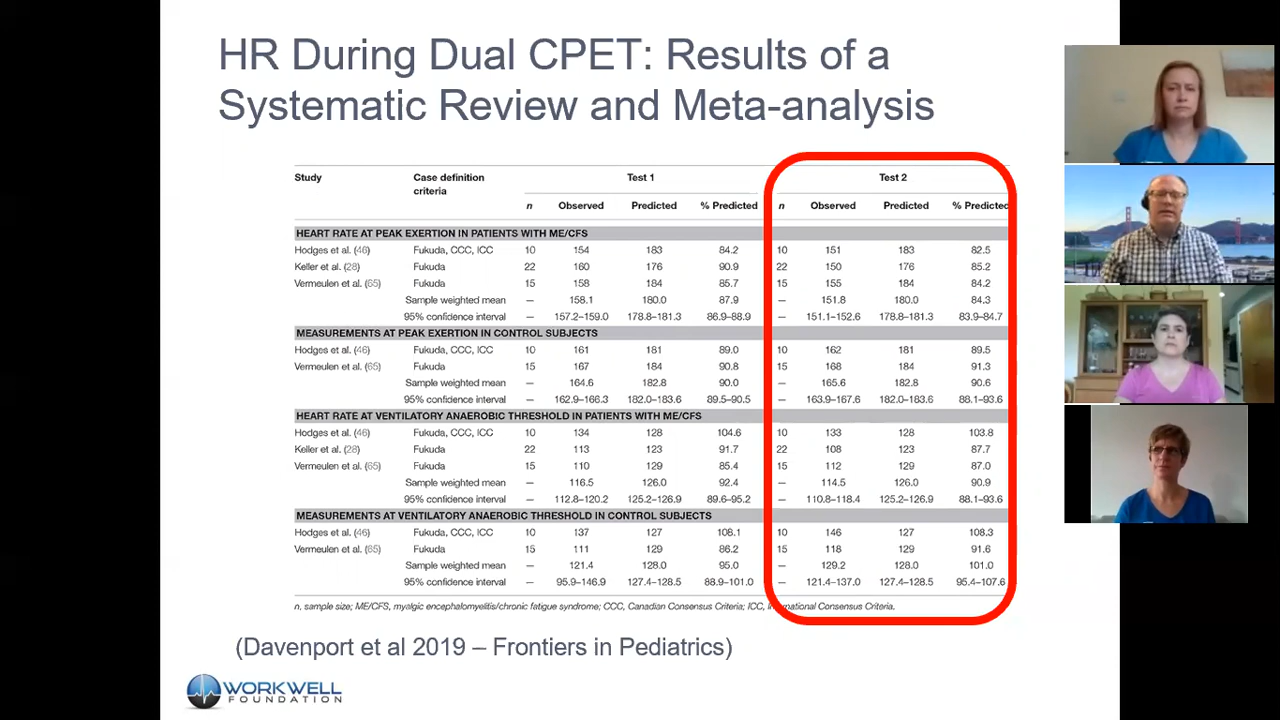 HR During Dual CPET: Results of a
Systematic Review and Meta-analysis
Study Case definition criteria Test 1 Test 2
n Observed Predicted % Predicted n Observed Predicted % Predicted
HEART RATE AT PEAK EXERTION IN PATIENTS WITH ME/CFS
Hodges et al. (46) Fukuda, CCC, ICC 10 154 183 84.2 10 151 183 82.5
Keller et al. (28) Fukuda 22 160 176 90.9 22 150 176 85.2
Vermeulen et al. (65) Fukuda 15 158 184 85.7 15 155 184 84.2
Sample weighted mean — 158.1 180.0 87.9 — 151.8 180.0 84.3
95% confidence interval — 157.2–159.0 178.8–181.3 86.9–88.9 — 151.1–152.6 178.8–181.3 83.9–84.7
MEASUREMENTS AT PEAK EXERTION IN CONTROL SUBJECTS
Hodges et al. (46) Fukuda, CCC, ICC 10 161 181 89.0 10 162 181 89.5
Vermeulen et al. (65) Fukuda 15 167 184 90.8 15 168 184 91.3
Sample weighted mean — 164.6 182.8 90.0 — 165.6 182.8 90.6
95% confidence interval — 162.9–166.3 182.0–183.6 89.5–90.5 — 163.9–167.6 182.0–183.6 88.1–93.6
HEART RATE AT VENTILATORY ANAEROBIC THRESHOLD IN PATIENTS WITH ME/CFS
Hodges et al. (46) Fukuda, CCC, ICC 10 134 128 104.6 10 133 128 103.8
Keller et al. (28) Fukuda 22 113 123 91.7 22 108 123 87.7
Vermeulen et al. (65) Fukuda 15 110 129 85.4 15 112 129 87.0
Sample weighted mean — 116.5 126.0 92.4 — 114.5 126.0 90.9
95% confidence interval — 112.8–120.2 125.2–126.9 89.6–95.2 — 110.8–118.4 125.2–126.9 88.1–93.6
MEASUREMENTS AT VENTILATORY ANAEROBIC THRESHOLD IN CONTROL SUBJECTS
Hodges et al. (46) Fukuda, CCC, ICC 10 137 127 108.1 10 146 127 108.3
Vermeulen et al. (65) Fukuda 15 111 129 86.2 15 118 129 91.6
Sample weighted mean — 121.4 128.0 95.0 — 129.2 128.0 101.0
95% confidence interval — 95.9–146.9 127.4–128.5 88.9–101.0 — 121.4–137.0 127.4–128.5 95.4–107.6
n, sample size; ME/CFS, myalgic encephalomyelitis/chronic fatigue syndrome; CCC, Canadian Consensus Criteria; ICC, International Consensus Criteria.
(Davenport et al 2019 – Frontiers in Pediatrics)
WORKWELL
FOUNDATION